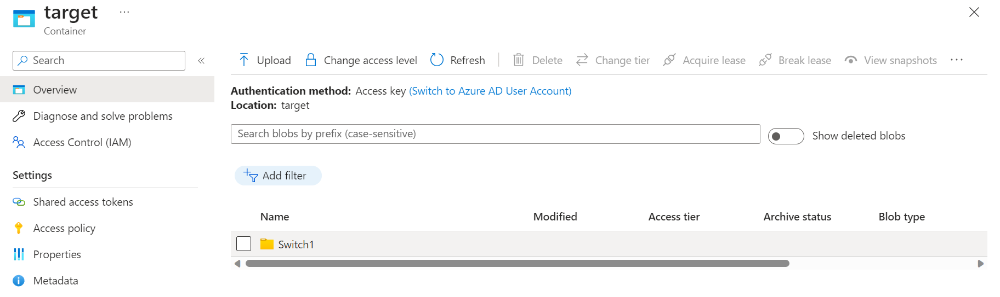 target ...
Container
Search «
Overview
Diagnose and solve problems
Access Control (IAM)
Settings
Shared access tokens
Access policy
Properties
Metadata
Upload Change access level Refresh Delete Change tier Acquire lease Break lease View snapshots ...
Authentication method: Access key (Switch to Azure AD User Account)
Location: target
Search blobs by prefix (case-sensitive) Show deleted blobs
Add filter
Name Modified Access tier Archive status Blob type
Switch1